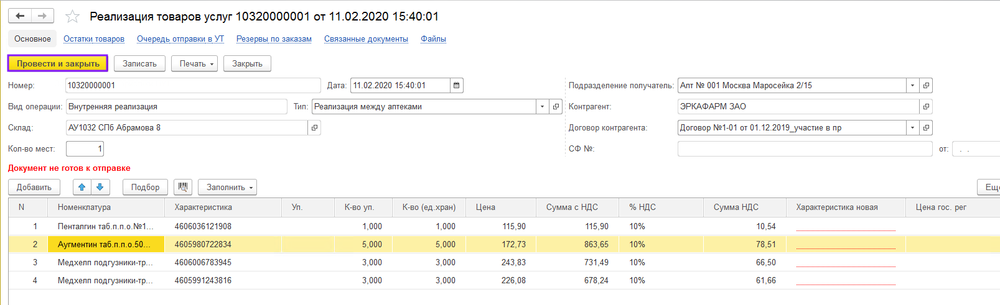 Реализация товаров услуг 10320000001 от 11.02.2020 15:40:01
Основное Остатки товаров Очередь отправки в УТ Резервы по заказам Связанные документы Файлы
Провести и закрыть Записать Печать Закрыть
Номер: 10320000001 Дата: 11.02.2020 15:40:01 Подразделение получатель: Апт № 001 Москва Маросейка 2/15
Вид операции: Внутренняя реализация Тип: Реализация между аптеками Контрагент: ЭРКАФАРМ ЗАО
Склад: АУ1032 СПб Абрамова 8 Договор контрагента: Договор №1-01 от 01.12.2019_участие в пр
Кол-во мест: 1 СФ №: от: . .
Документ не готов к отправке
Добавить Подбор Заполнить Еще
N Номенклатура Характеристика Уп. К-во уп. К-во (ед.хран) Цена Сумма с НДС % НДС Сумма НДС Характеристика новая Цена гос. рег
1 Пенталгин таб.п.п.о.№1... 4606036121908 1,000 1,000 115,90 115,90 10% 10,54
2 Аугментин таб.п.п.о.50... 4605980722834 5,000 5,000 172,73 863,65 10% 78,51
3 Медхелп подгузники-тр... 4606006783945 3,000 3,000 243,83 731,49 10% 66,50
4 Медхелп подгузники-тр... 4605991243816 3,000 3,000 226,08 678,24 10% 61,66